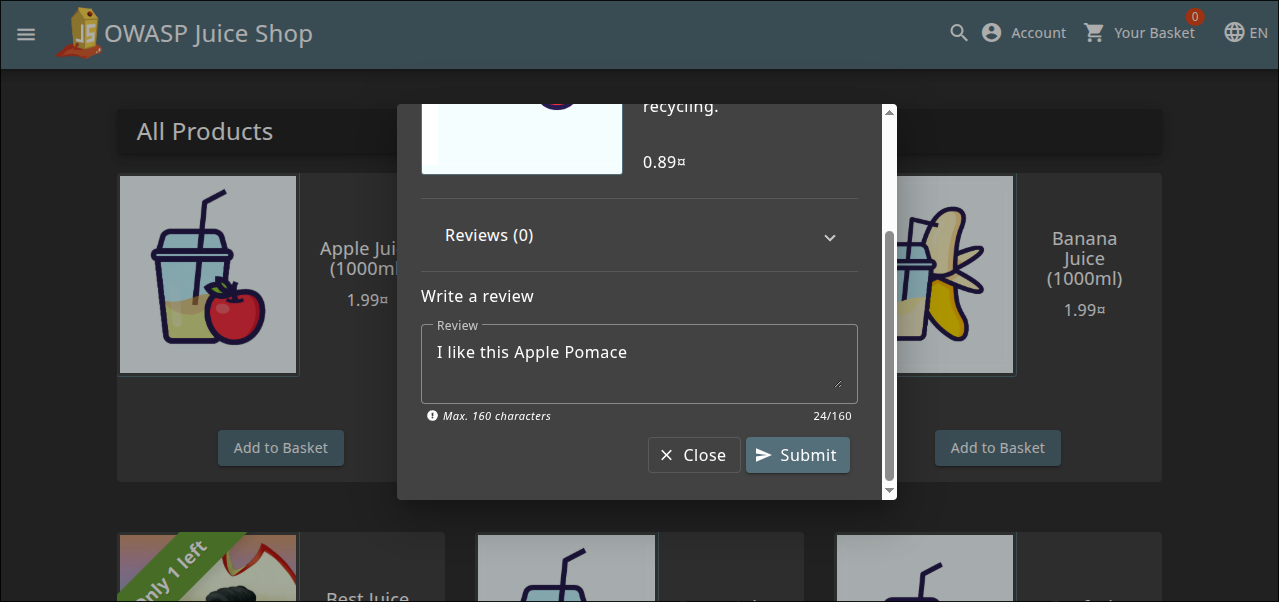 OWASP Juice Shop
Account
0
Your Basket
EN
All Products
recycling.
0.89¤
Reviews (0)
Write a review
Review
I like this Apple Pomace
Max. 160 characters
24/160
Close
Submit
Apple
(1000ml
1.99¤
Add to Basket
Banana
Juice
(1000ml)
1.99¤
Add to Basket
Only 1 left
Best Juice